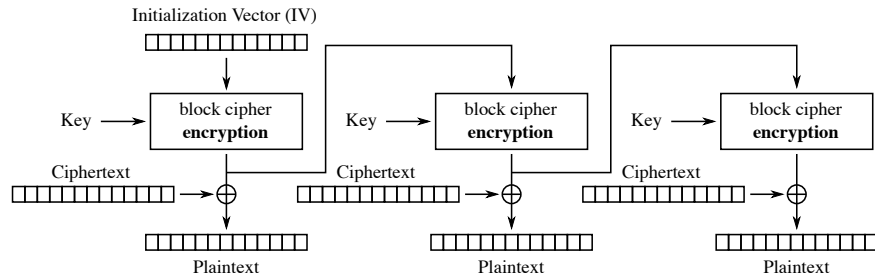 Initialization Vector (IV)
block cipher
encryption
Key
Ciphertext
Plaintext
block cipher
encryption
Key
Ciphertext
Plaintext
block cipher
encryption
Key
Ciphertext
Plaintext